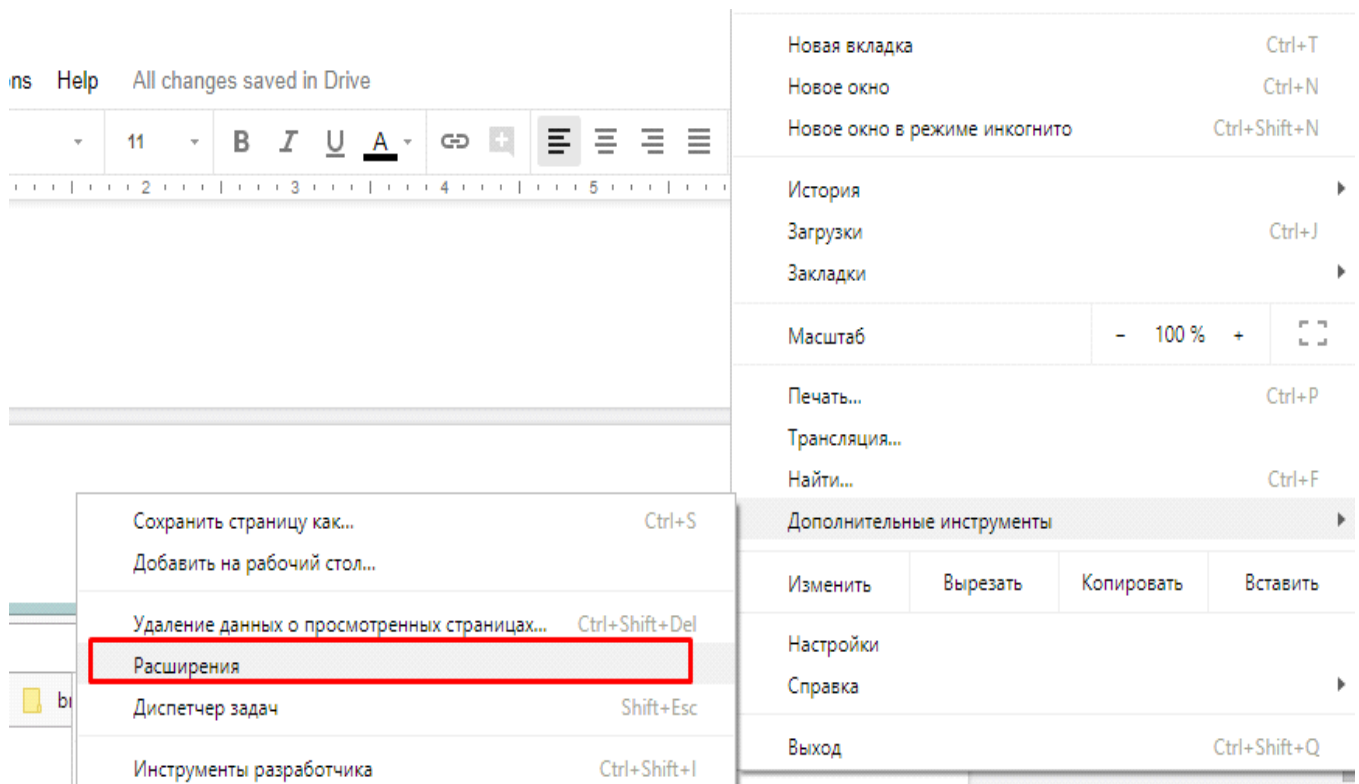 Новая вкладка Ctrl+T
ons Help All changes saved in Drive
Новое окно Ctrl+N
Новое окно в режиме инкогнито Ctrl+Shift+N
11 B I U A
2 3 4 5
История
Загрузки Ctrl+J
Закладки
Масштаб - 100 % +
Печать... Ctrl+P
Трансляция...
Найти... Ctrl+F
Дополнительные инструменты
Изменить Вырезать Копировать Вставить
Настройки
Справка
Выход Ctrl+Shift+Q
Сохранить страницу как... Ctrl+S
Добавить на рабочий стол...
Удаление данных о просмотренных страницах... Ctrl+Shift+Del
Расширения
Диспетчер задач Shift+Esc
Инструменты разработчика Ctrl+Shift+I